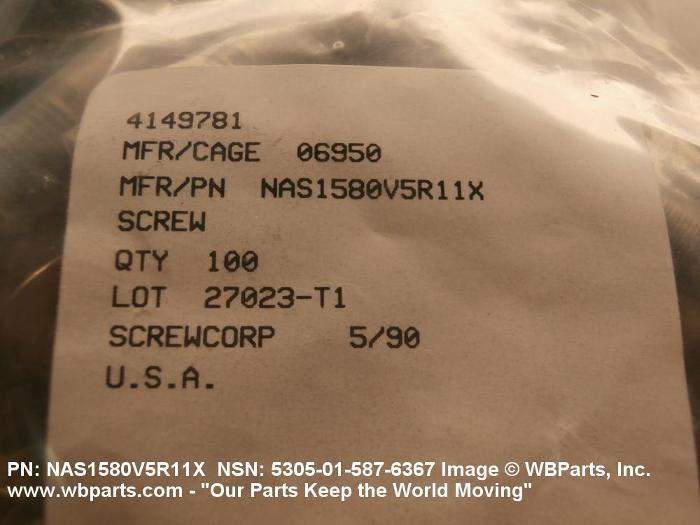 4149781
MFR/CAGE 06950
MFR/PN NAS1580V5R11X
SCREW
QTY 100
LOT 27023-T1
SCREWCORP 5/90
U.S.A.
PN: NAS1580V5R11X NSN: 5305-01-587-6367 Image © WBParts, Inc.
www.wbparts.com - "Our Parts Keep the World Moving"